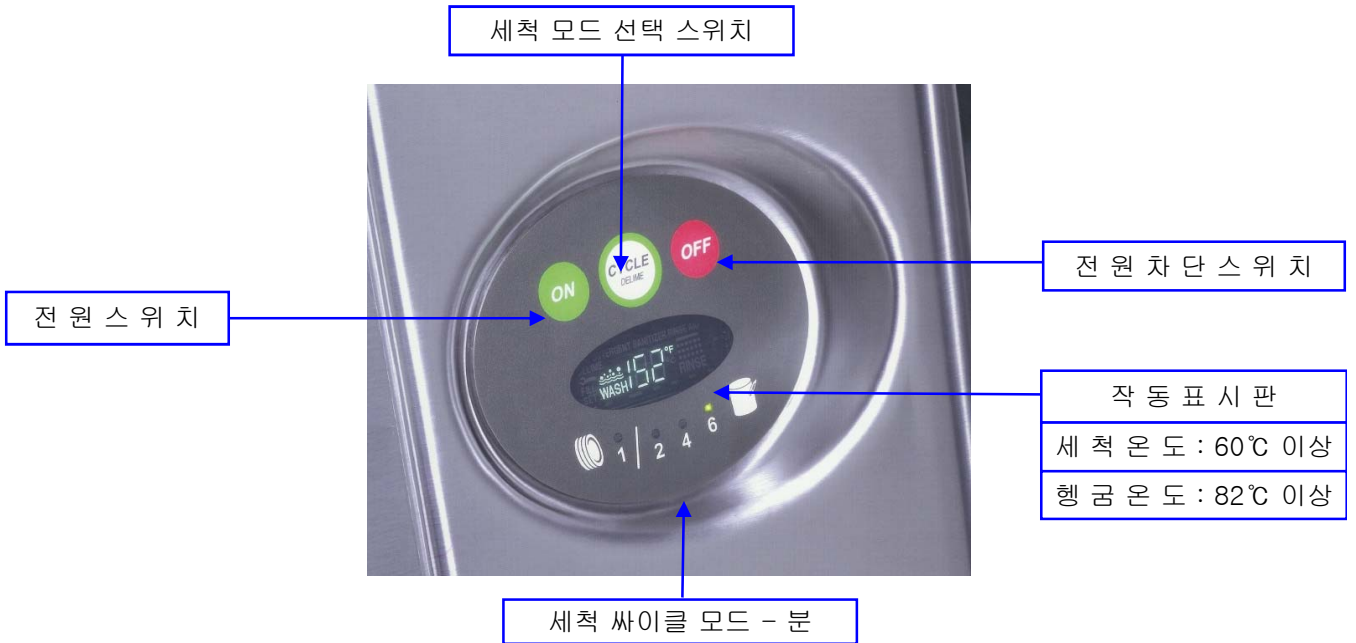 세척 모드 선택 스위치
CYCLE
DELIME
OFF
ON
전 원 차 단 스 위 치
전 원 스 위 치
WASH 152°F
RINSE
작 동 표 시 판
세 척 온 도 : 60℃ 이상
헹 굼 온 도 : 82℃ 이상
1 2 4 6
세척 싸이클 모드 - 분